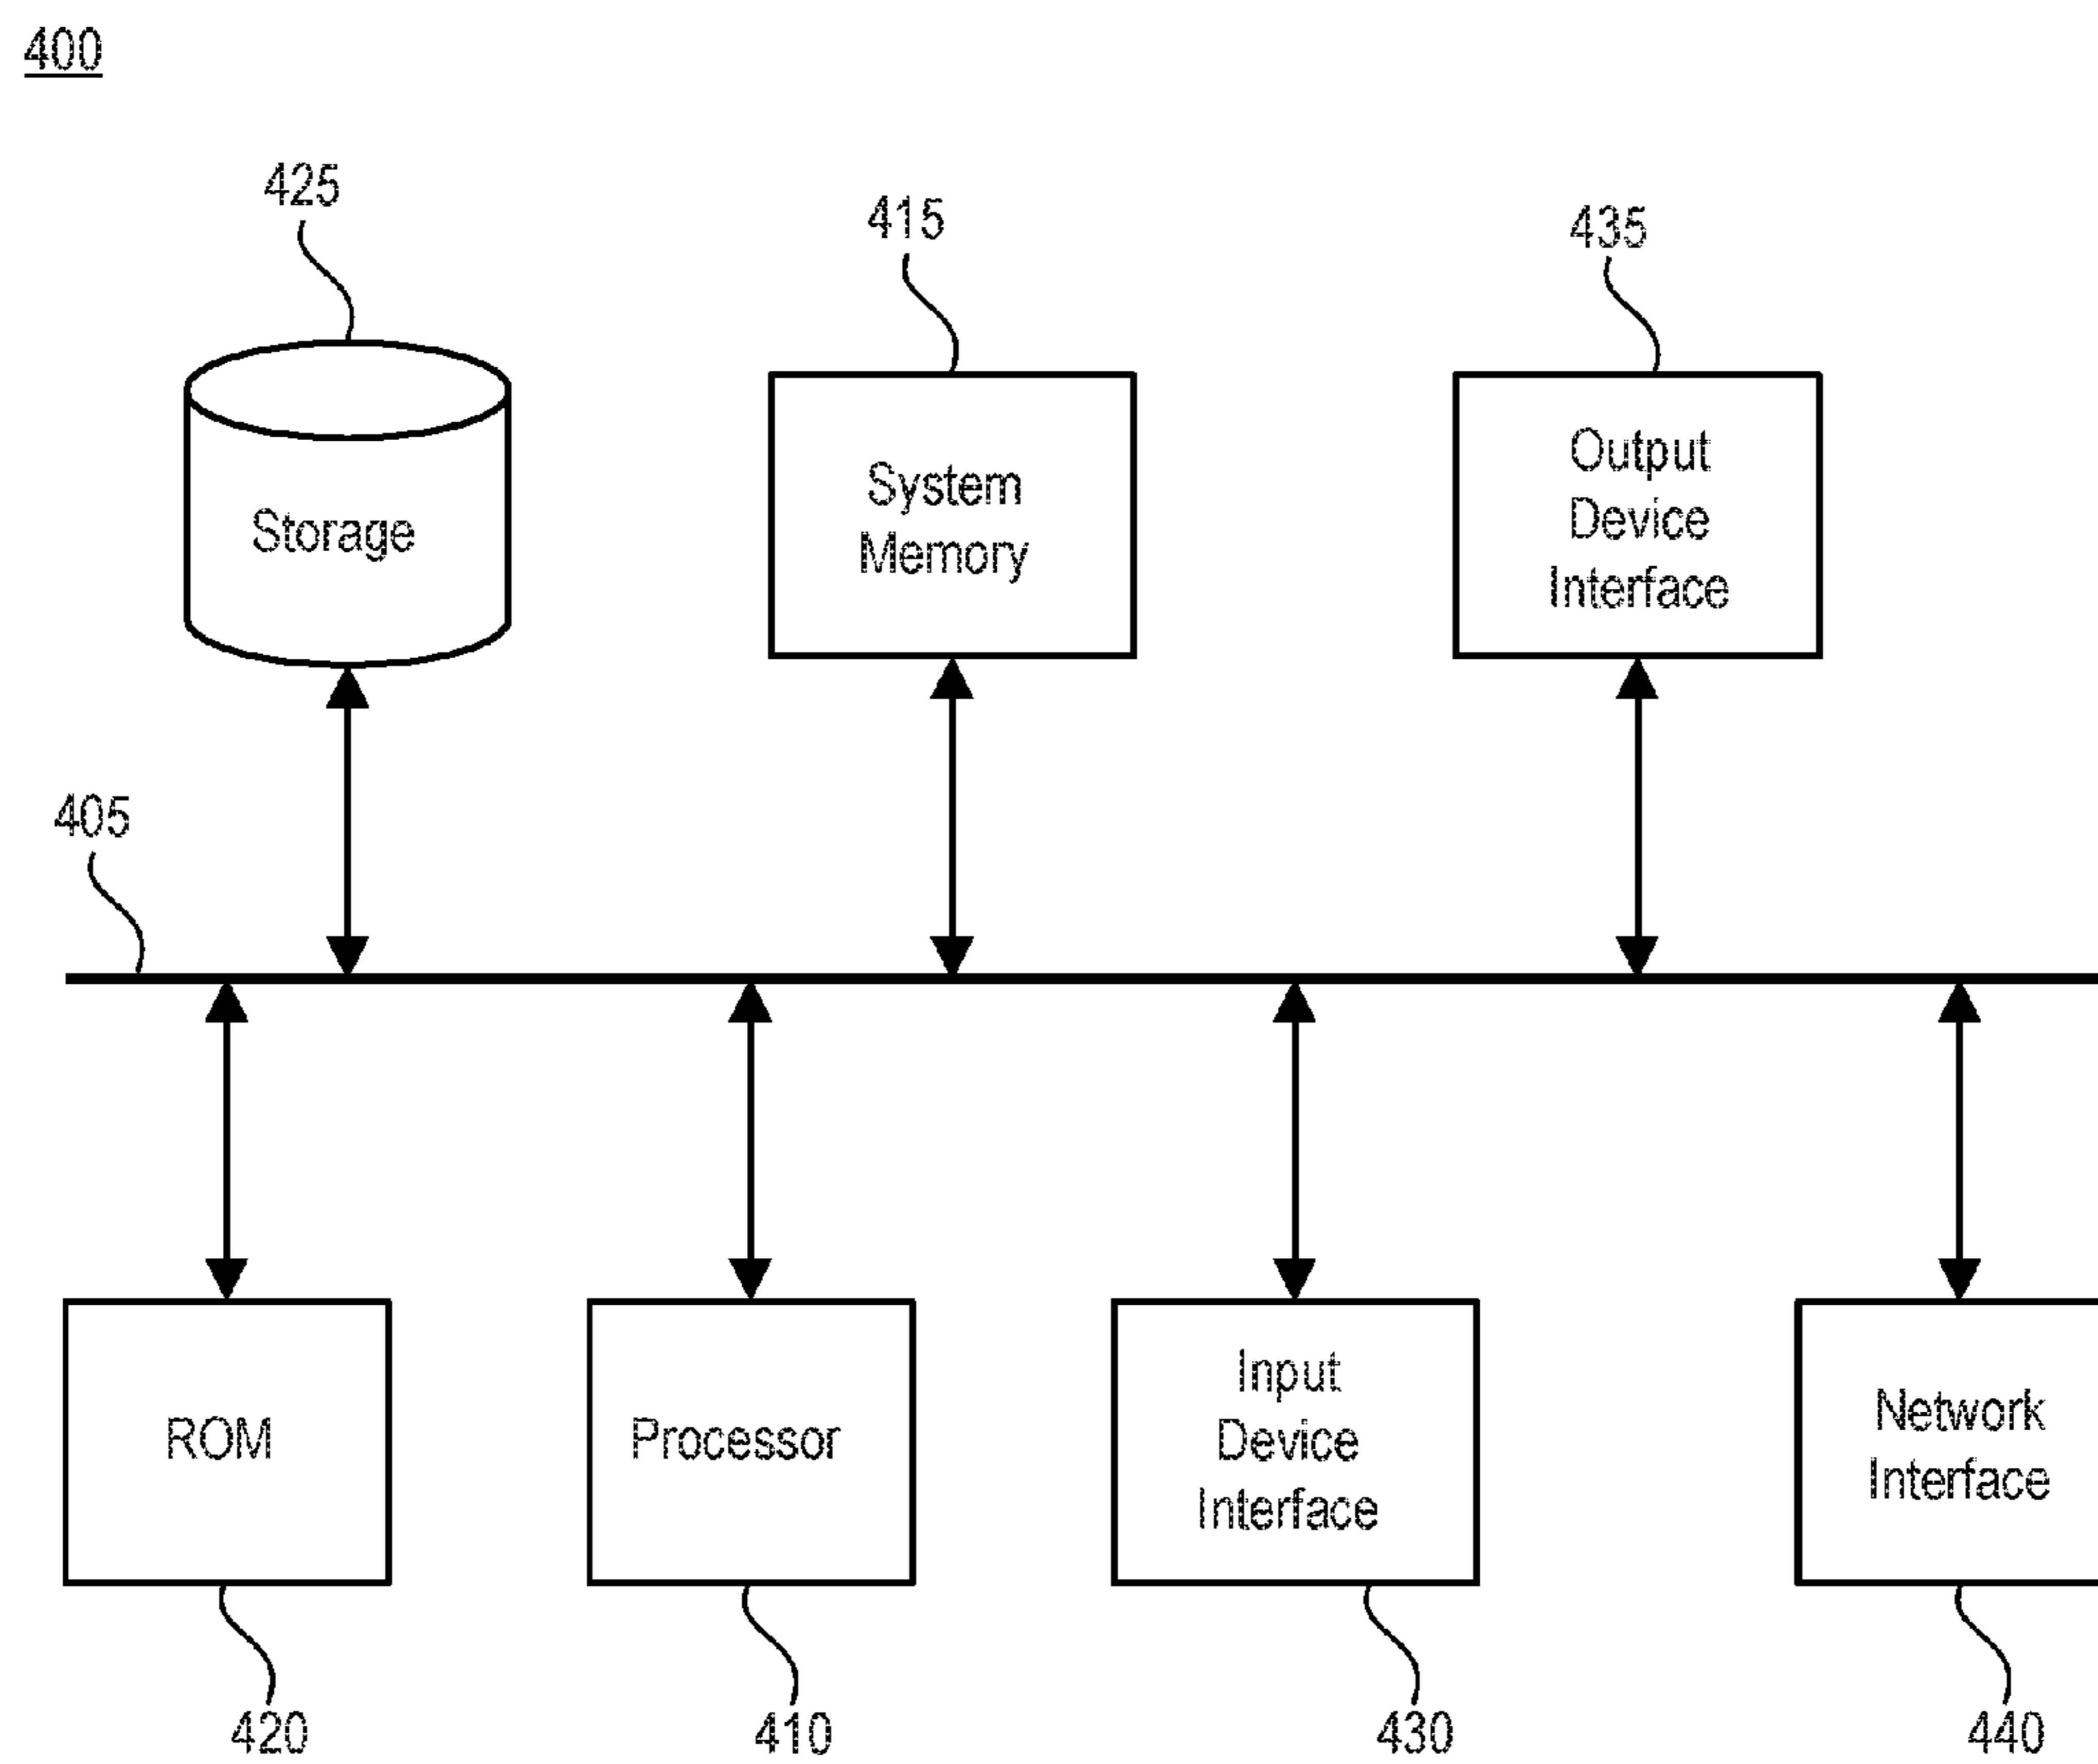 400
425
415
435
Storage
System
Memory
Output
Device
Interface
405
ROM
Processor
Input
Device
Interface
Network
Interface
420
410
430
440